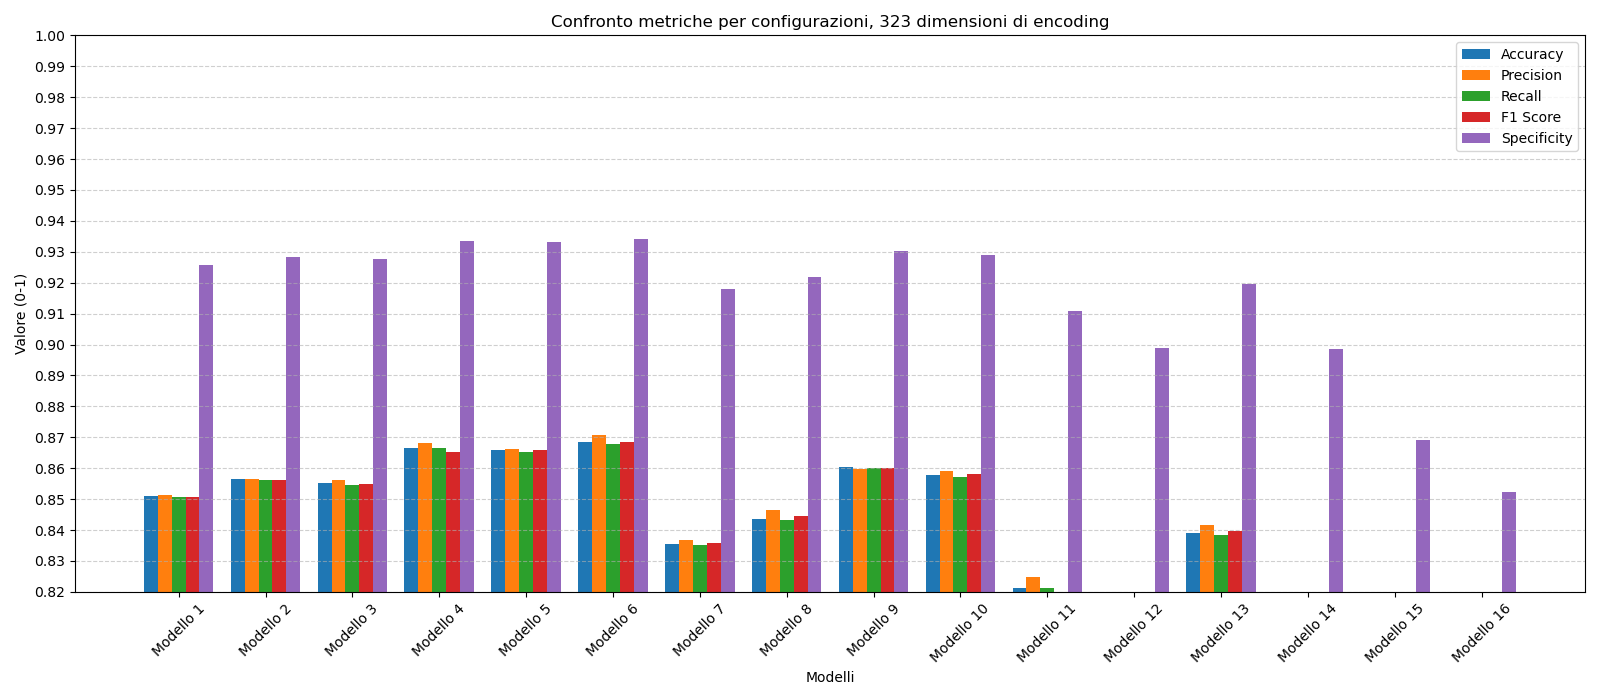 Confronto metriche per configurazioni, 323 dimensioni di encoding
1.00
0.99
0.98
0.97
0.96
0.95
0.94
0.93
0.92
0.91
0.90
0.89
0.88
0.87
0.86
0.85
0.84
0.83
0.82
Valore (0-1)
Accuracy
Precision
Recall
F1 Score
Specificity
Modello 1
Modello 2
Modello 3
Modello 4
Modello 5
Modello 6
Modello 7
Modello 8
Modello 9
Modello 10
Modello 11
Modello 12
Modello 13
Modello 14
Modello 15
Modello 16
Modelli